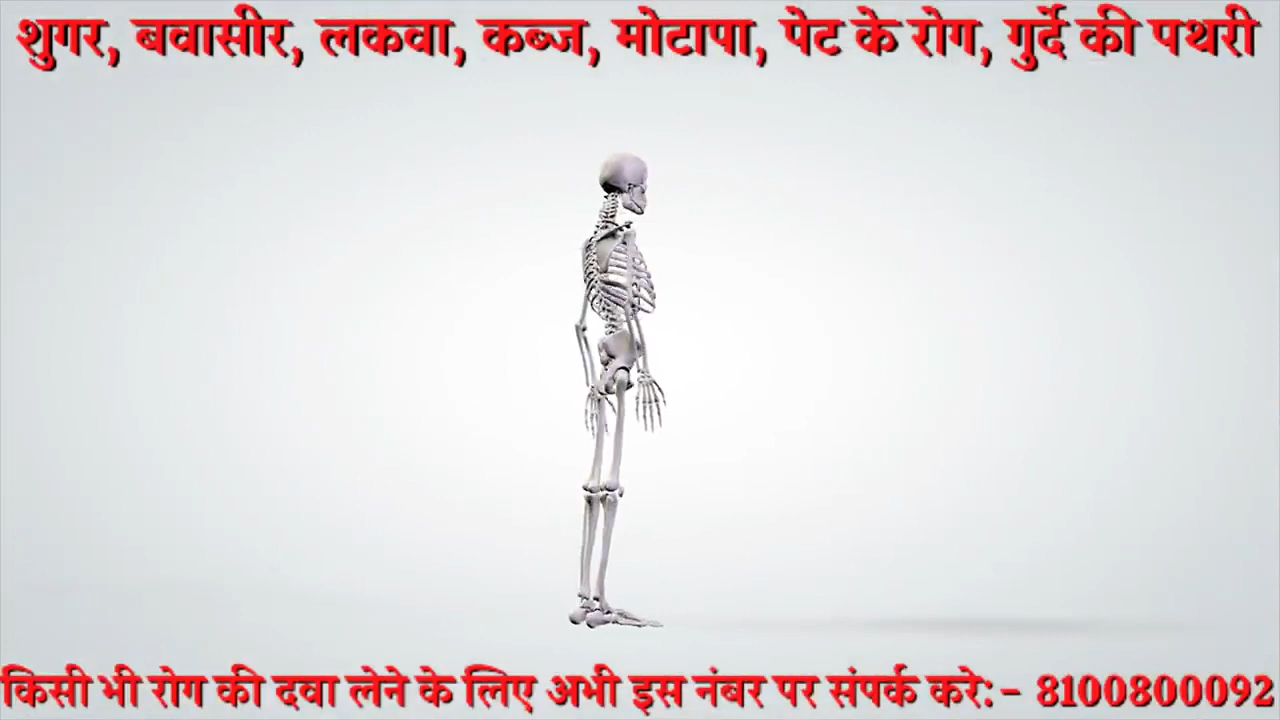 शुगर, बवासीर, लकवा, कब्ज, मोटापा, पेट के रोग, गुर्दे की पथरी
किसी भी रोग की दवा लेने के लिए अभी इस नंबर पर संपर्क करे:- 8100800092